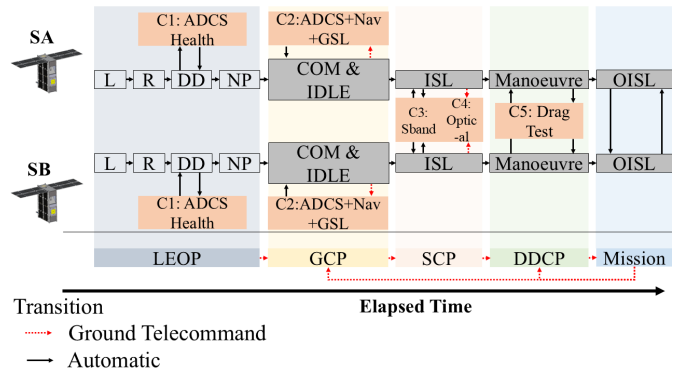 SA
C1: ADCS
Health
C2:ADCS+Nav
+GSL
L
R
DD
NP
COM &
IDLE
ISL
Manoeuvre
OISL
C3:
Sband
C4:
Optic
-al
C5: Drag
Test
SB
L
R
DD
NP
COM &
IDLE
ISL
Manoeuvre
OISL
C1: ADCS
Health
C2:ADCS+Nav
+GSL
LEOP
GCP
SCP
DDCP
Mission
Elapsed Time
Transition
Ground Telecommand
Automatic